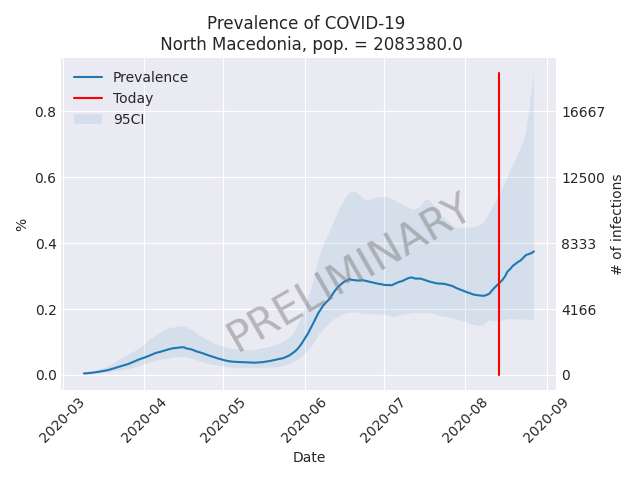 Prevalence of COVID-19
North Macedonia, pop. = 2083380.0
Prevalence
Today
95CI
PRELIMINARY
%
0.8
0.6
0.4
0.2
0.0
16667
12500
8333
4166
0
# of infections
2020-03
2020-04
2020-05
2020-06
2020-07
2020-08
2020-09
Date